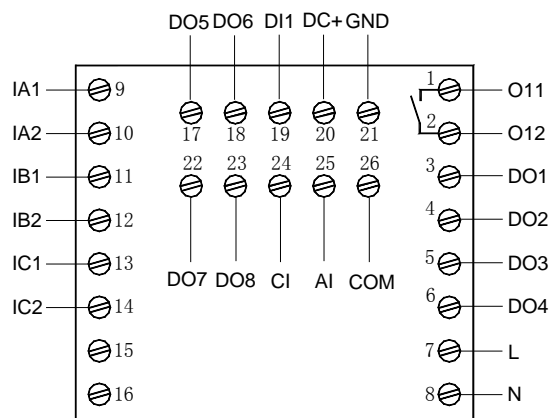 DO5 DO6 DI1 DC+ GND
IA1 9 1 O11
17 18 19 20 21
IA2 10 2 O12
22 23 24 25 26
IB1 11 3 DO1
IB2 12 4 DO2
IC1 13 5 DO3
DO7 DO8 CI AI COM
IC2 14 6 DO4
15 7 L
16 8 N